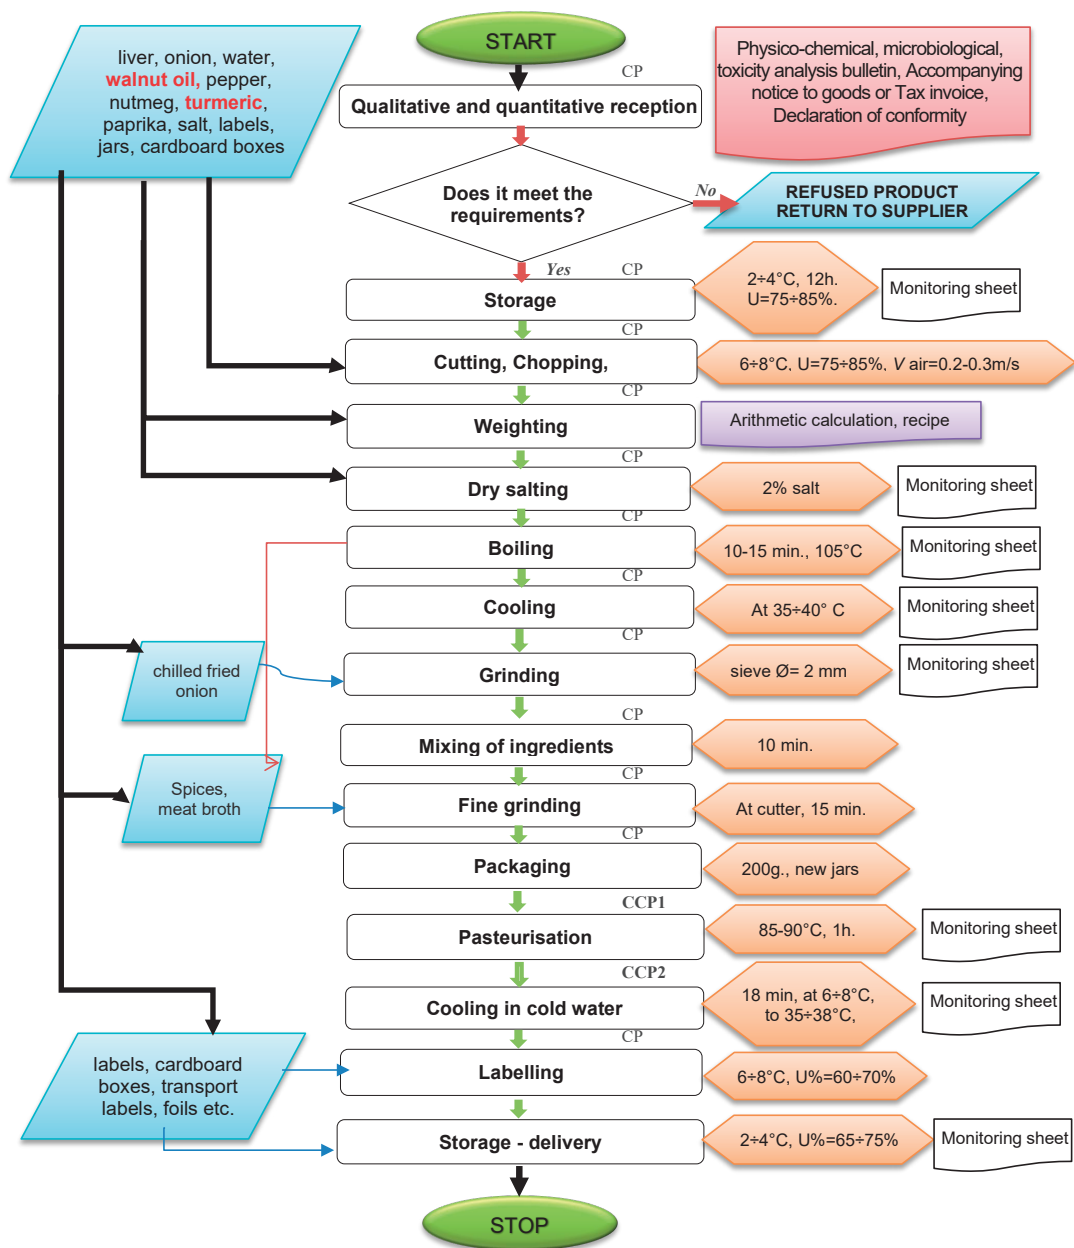 START
liver, onion, water,
walnut oil, pepper,
nutmeg, turmeric,
paprika, salt, labels,
jars, cardboard boxes
CP
Qualitative and quantitative reception
Physico-chemical, microbiological,
toxicity analysis bulletin, Accompanying
notice to goods or Tax invoice,
Declaration of conformity
Does it meet the
requirements?
No
REFUSED PRODUCT
RETURN TO SUPPLIER
Yes
CP
Storage
2÷4°C, 12h.
U=75÷85%.
Monitoring sheet
CP
Cutting, Chopping,
6÷8°C, U=75÷85%, V air=0.2-0.3m/s
CP
Weighting
Arithmetic calculation, recipe
CP
Dry salting
2% salt
Monitoring sheet
CP
Boiling
10-15 min., 105°C
Monitoring sheet
CP
Cooling
At 35÷40° C
Monitoring sheet
CP
chilled fried
onion
Grinding
sieve Ø= 2 mm
Monitoring sheet
CP
Mixing of ingredients
10 min.
CP
Spices,
meat broth
Fine grinding
At cutter, 15 min.
CP
Packaging
200g., new jars
CCP1
Pasteurisation
85-90°C, 1h.
Monitoring sheet
CCP2
Cooling in cold water
18 min, at 6÷8°C,
to 35÷38°C,
Monitoring sheet
CP
labels, cardboard
boxes, transport
labels, foils etc.
Labelling
6÷8°C, U%=60÷70%
Storage - delivery
2÷4°C, U%=65÷75%
Monitoring sheet
STOP